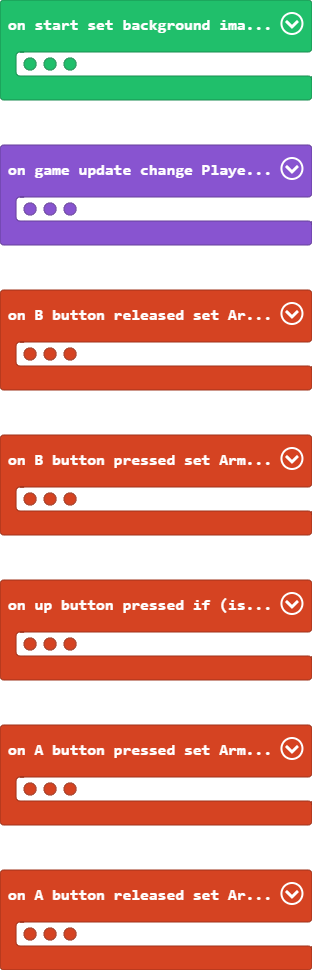 on start set background ima...
on game update change Playe...
on B button released set Ar...
on B button pressed set Arm...
on up button pressed if (is...
on A button pressed set Arm...
on A button released set Ar...